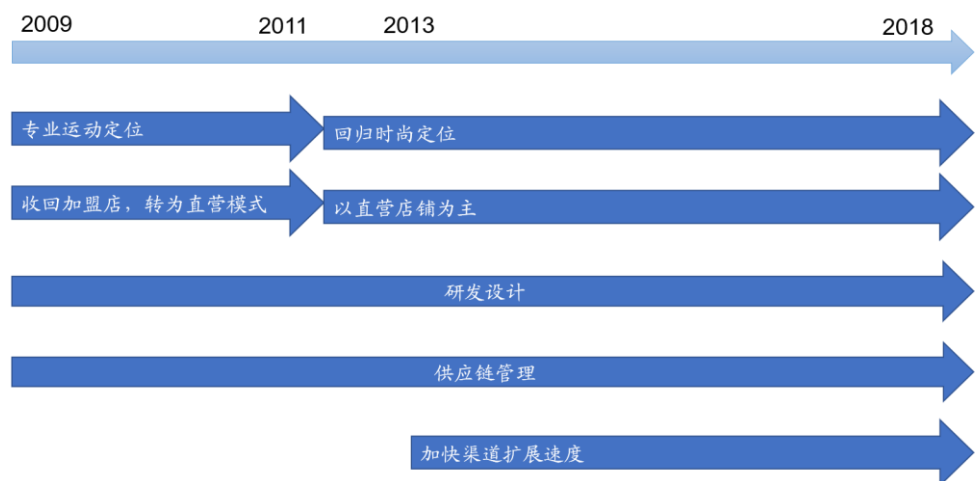 2009 2011 2013 2018
专业运动定位 回归时尚定位
收回加盟店，转为直营模式 以直营店铺为主
研发设计
供应链管理
加快渠道扩展速度